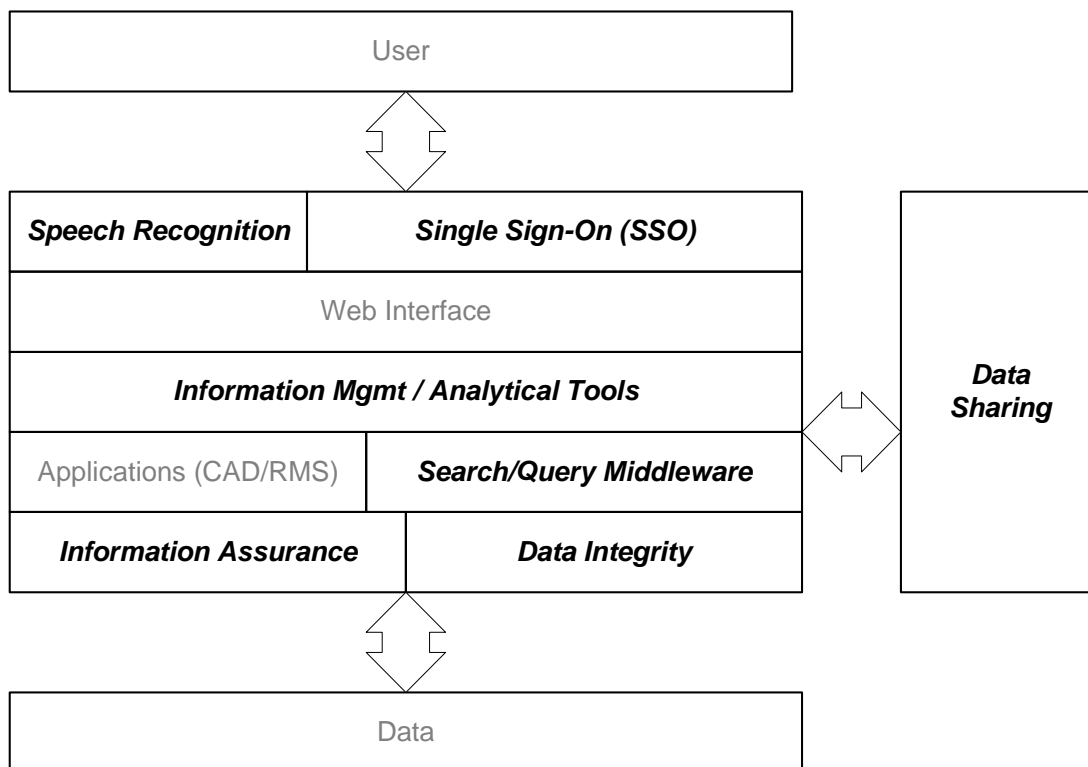 User
Speech Recognition
Single Sign-On (SSO)
Web Interface
Information Mgmt / Analytical Tools
Data
Sharing
Applications (CAD/RMS)
Search/Query Middleware
Information Assurance
Data Integrity
Data